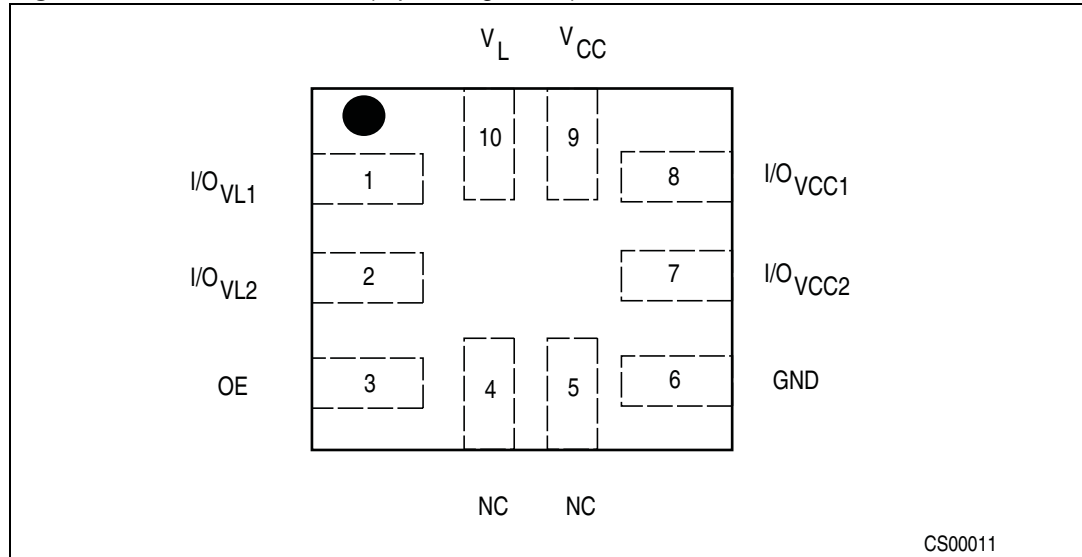 V_L V_CC
10 9
I/O_VL1 1 8 I/O_VCC1
I/O_VL2 2 7 I/O_VCC2
OE 3 4 5 6 GND
NC NC
CS00011